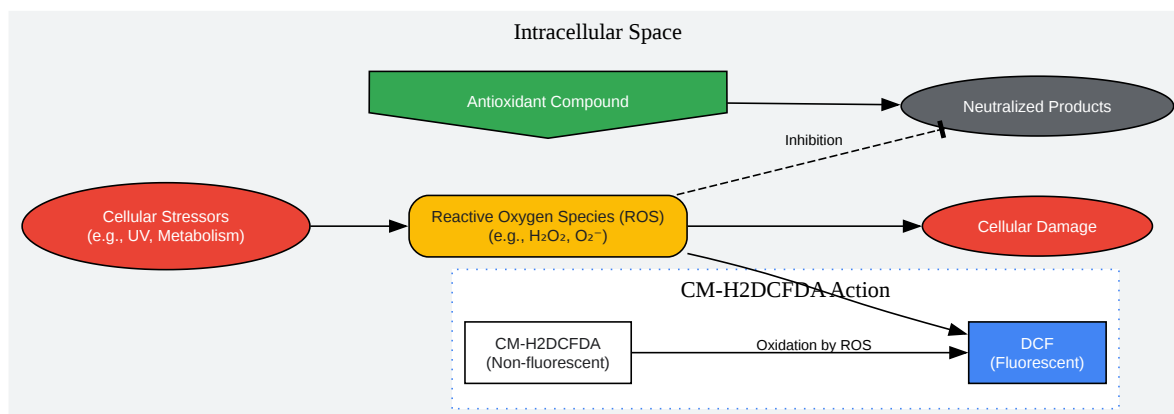 Intracellular Space
Antioxidant Compound
Neutralized Products
Inhibition
Cellular Stressors
(e.g., UV, Metabolism)
Reactive Oxygen Species (ROS)
(e.g., H₂O₂, O₂⁻)
Cellular Damage
CM-H2DCFDA Action
CM-H2DCFDA
(Non-fluorescent)
Oxidation by ROS
DCF
(Fluorescent)